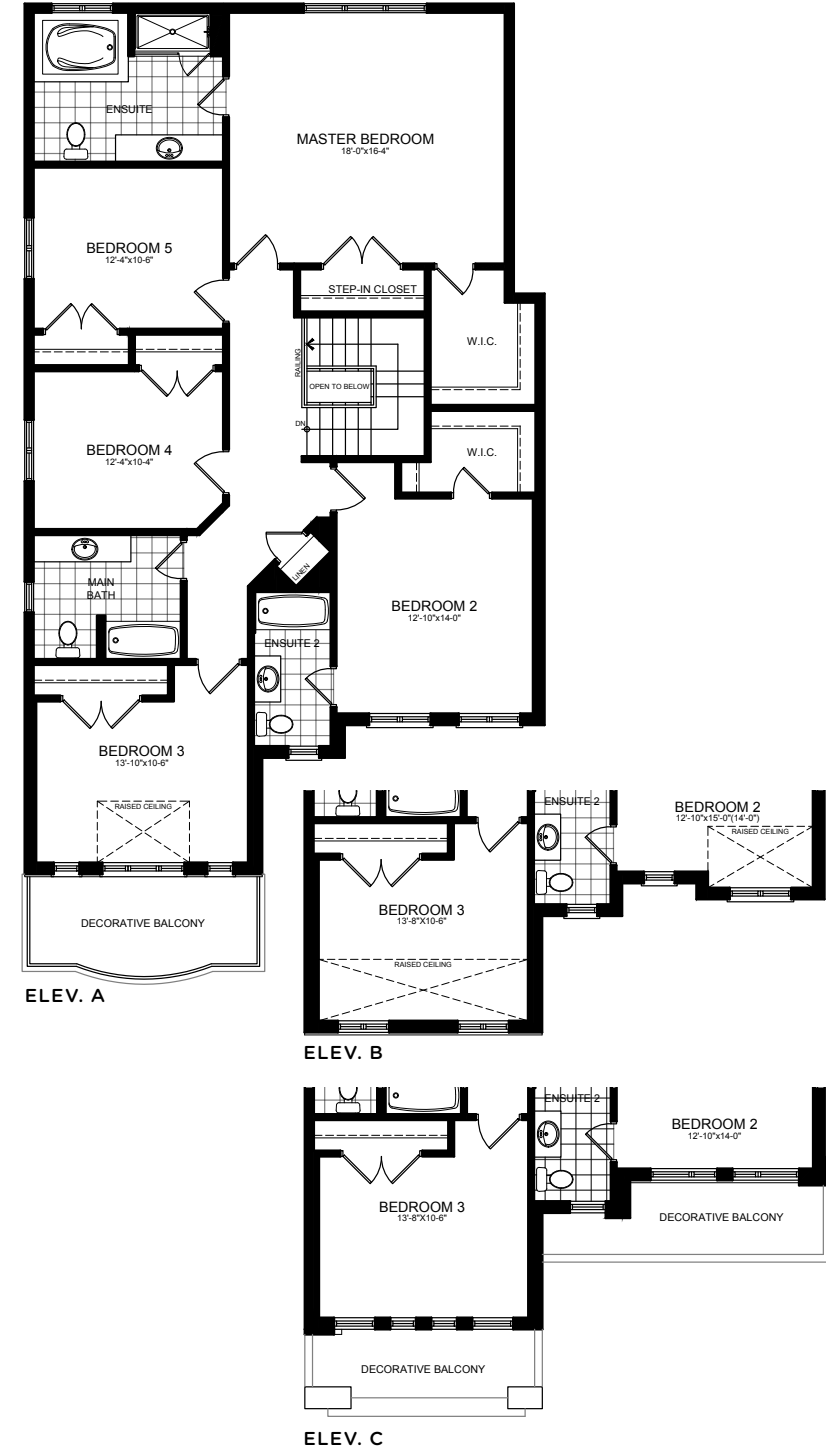 ENSUITE
MASTER BEDROOM
18'-0"x16-4"
BEDROOM 5
12'-4"x10-6"
STEP-IN CLOSET
W.I.C.
RAILING
OPEN TO BELOW
DN
BEDROOM 4
12'-4"x10-4"
W.I.C.
LINEN
MAIN
BATH
BEDROOM 2
12'-10"x14-0"
ENSUITE 2
BEDROOM 3
13'-10"x10-6"
RAISED CEILING
DECORATIVE BALCONY
ELEV. A
ENSUITE 2
BEDROOM 2
12'-10"x15'-0"(14'-0")
RAISED CEILING
BEDROOM 3
13'-8"X10-6"
RAISED CEILING
ELEV. B
ENSUITE 2
BEDROOM 2
12'-10"x14-0"
BEDROOM 3
13'-8"X10-6"
DECORATIVE BALCONY
DECORATIVE BALCONY
ELEV. C